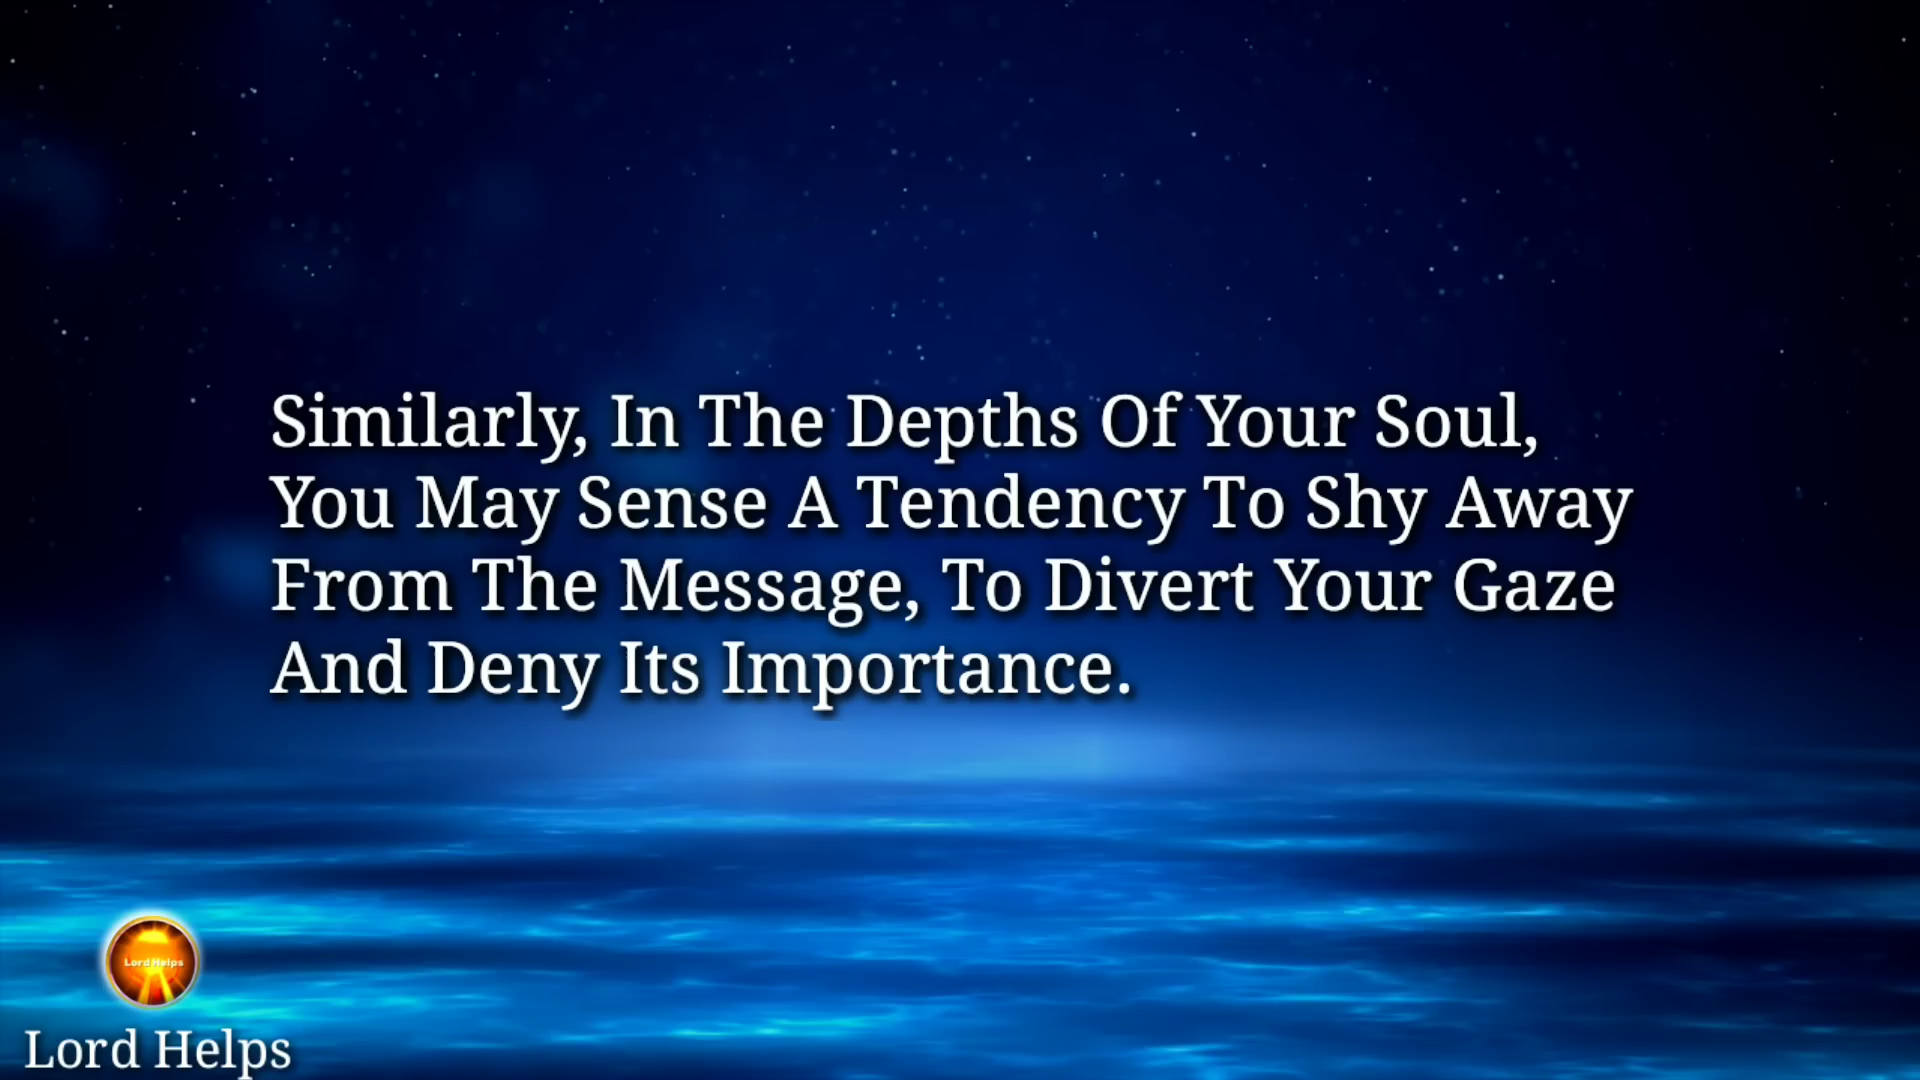 Similarly, In The Depths Of Your Soul,
You May Sense A Tendency To Shy Away
From The Message, To Divert Your Gaze
And Deny Its Importance.
Lord Helps
Lord Helps